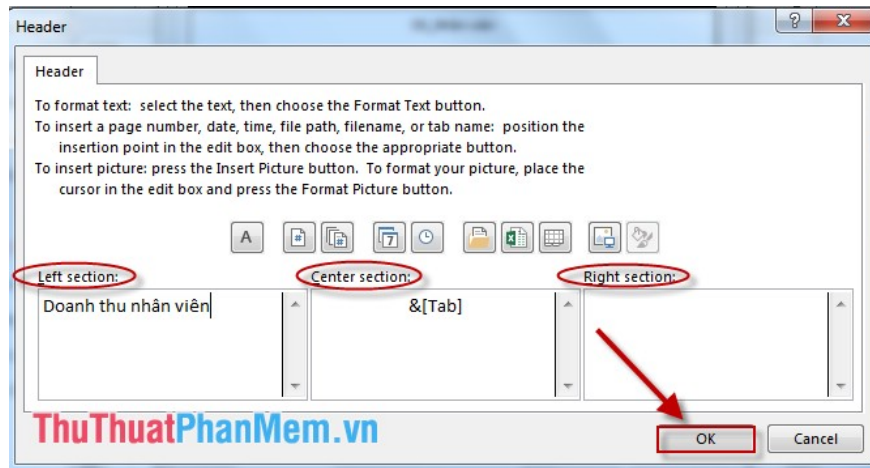 Header
Header
To format text: select the text, then choose the Format Text button.
To insert a page number, date, time, file path, filename, or tab name: position the
insertion point in the edit box, then choose the appropriate button.
To insert picture: press the Insert Picture button. To format your picture, place the
cursor in the edit box and press the Format Picture button.
A # # 7
Left section: Center section: Right section:
Doanh thu nhân viên &[Tab]
ThuThuatPhanMem.vn
OK Cancel